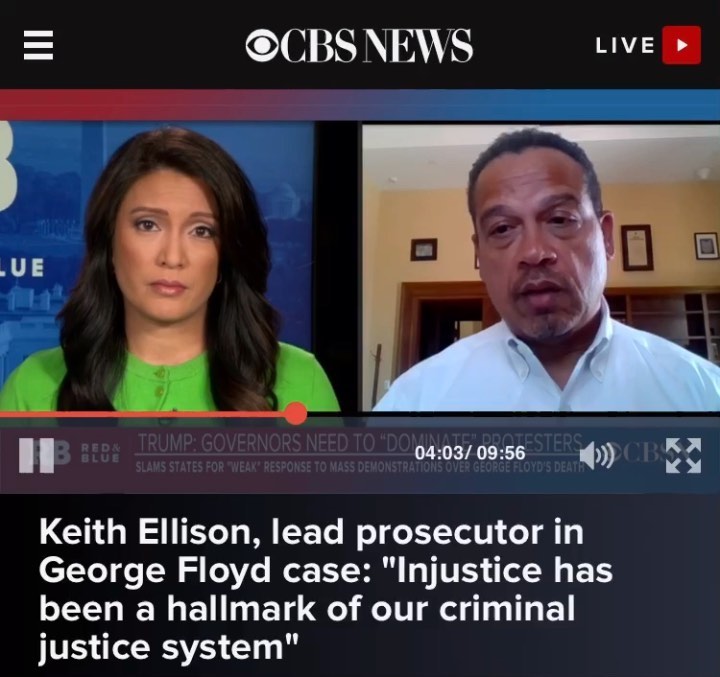 CBS NEWS
LIVE
B
LUE
RB RED& BLUE
TRUMP: GOVERNORS NEED TO "DOMINATE" PROTESTERS
SLAMS STATES FOR "WEAK" RESPONSE TO MASS DEMONSTRATIONS OVER GEORGE FLOYD'S DEATH
04:03/ 09:56
CBS
Keith Ellison, lead prosecutor in
George Floyd case: "Injustice has
been a hallmark of our criminal
justice system"